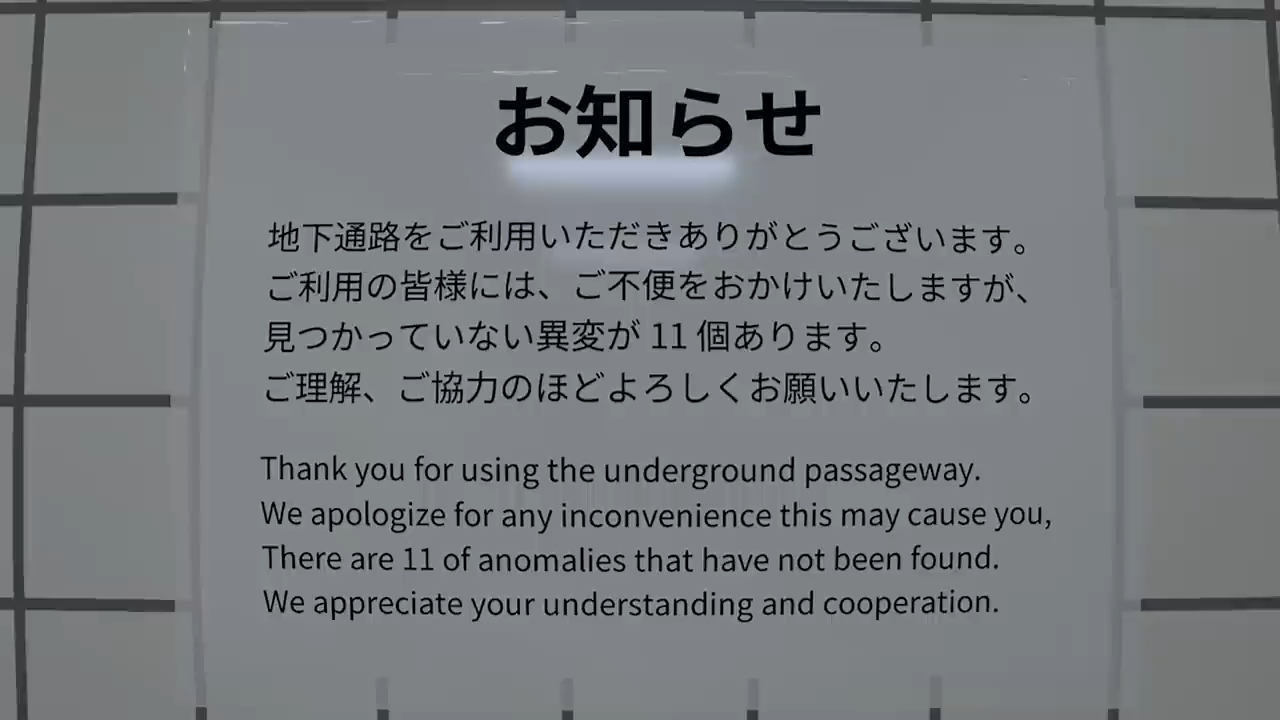 お知らせ
地下通路をご利用いただきありがとうございます。
ご利用の皆様には、ご不便をおかけいたしますが、
見つかっていない異変が 11 個あります。
ご理解、ご協力のほどよろしくお願いいたします。
Thank you for using the underground passageway.
We apologize for any inconvenience this may cause you,
There are 11 of anomalies that have not been found.
We appreciate your understanding and cooperation.